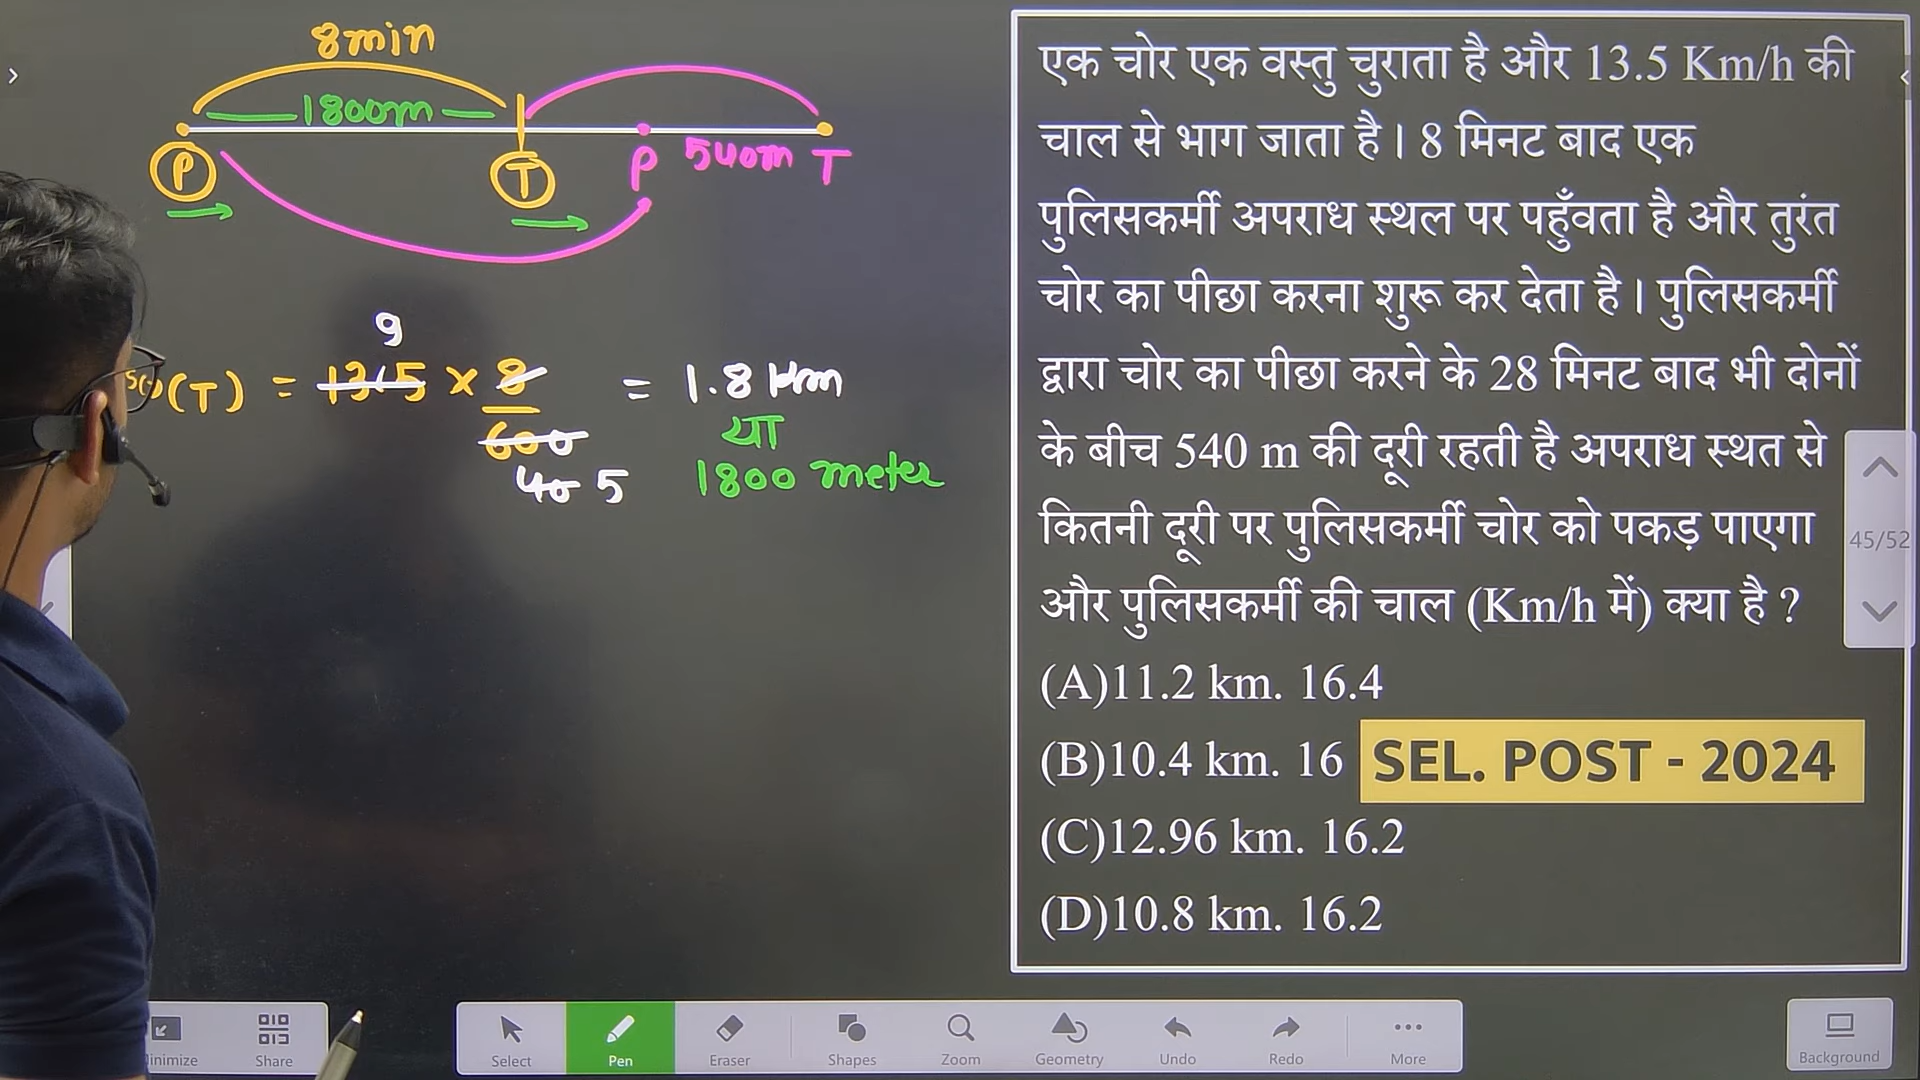 8min
1800m
P
T
P 540m T
9
(T) = 13.5 × 8 = 1.8 Km
600
या
40 5
1800 meter
एक चोर एक वस्तु चुराता है और 13.5 Km/h की
चाल से भाग जाता है । 8 मिनट बाद एक
पुलिसकर्मी अपराध स्थल पर पहुँवता है और तुरंत
चोर का पीछा करना शुरू कर देता है । पुलिसकर्मी
द्वारा चोर का पीछा करने के 28 मिनट बाद भी दोनों
के बीच 540 m की दूरी रहती है अपराध स्थत से
कितनी दूरी पर पुलिसकर्मी चोर को पकड़ पाएगा
और पुलिसकर्मी की चाल (Km/h में) क्या है ?
(A)11.2 km. 16.4
(B)10.4 km. 16
SEL. POST - 2024
(C)12.96 km. 16.2
(D)10.8 km. 16.2
45/52
Share
Select
Pen
Eraser
Shapes
Zoom
Geometry
Undo
Redo
More
Background